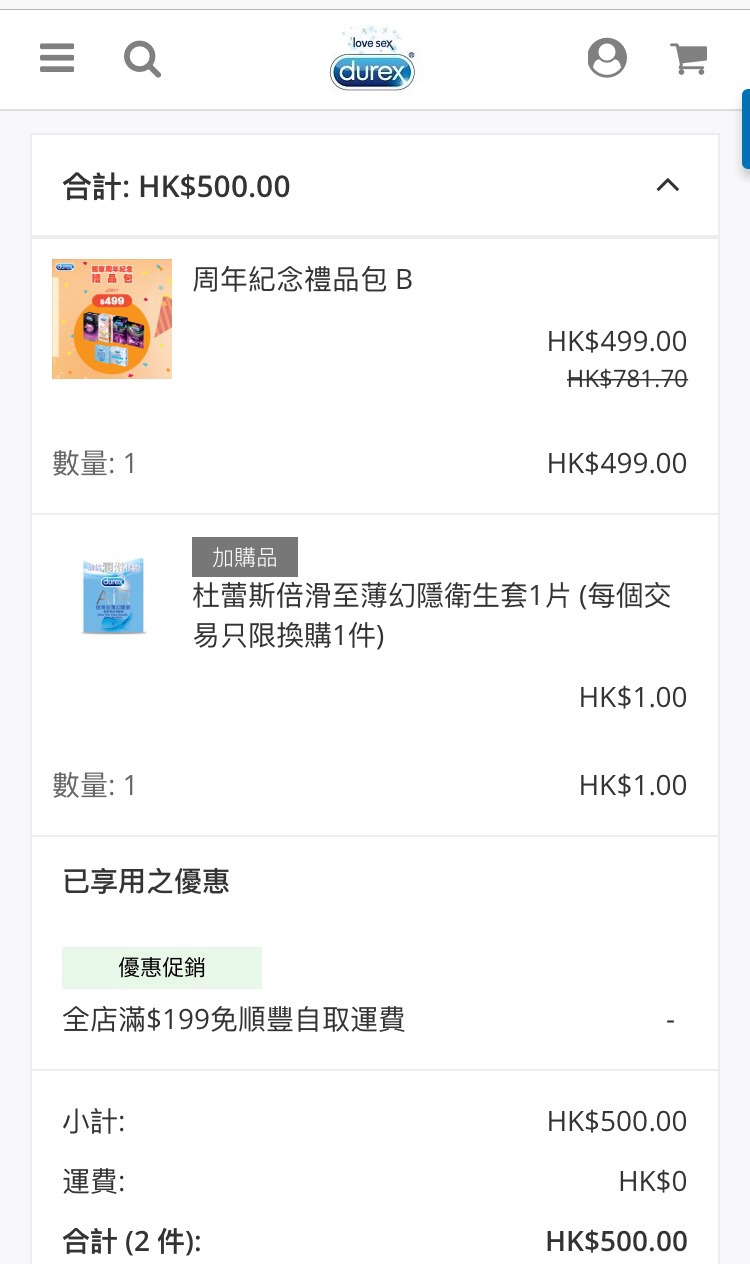 love sex
durex®
合計: HK$500.00
durex
獨家周年紀念
禮品包
$499
周年紀念禮品包 B
HK$499.00
HK$781.70
數量: 1
HK$499.00
durex
AIR
加購品
杜蕾斯倍滑至薄幻隱衛生套1片 (每個交
易只限換購1件)
HK$1.00
數量: 1
HK$1.00
已享用之優惠
優惠促銷
全店滿$199免順豐自取運費
-
小計:
HK$500.00
運費:
HK$0
合計 (2 件):
HK$500.00